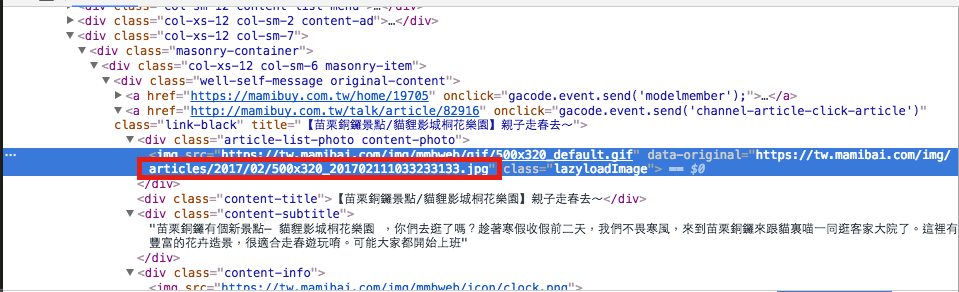 <div class="col-sm-12 content-list-menu">…</div>
▶<div class="col-xs-12 col-sm-2 content-ad">…</div>
▼<div class="col-xs-12 col-sm-7">
▼<div class="masonry-container">
▼<div class="col-xs-12 col-sm-6 masonry-item">
▼<div class="well-self-message original-content">
▶<a href="https://mamibuy.com.tw/home/19705" onclick="gacode.event.send('modelmember');">…</a>
▼<a href="http://mamibuy.com.tw/talk/article/82916" onclick="gacode.event.send('channel-article-click-article')"
class="link-black" title="【苗栗銅鑼景點/貓貍影城桐花樂園】親子走春去～">
▼<div class="article-list-photo content-photo">
… <img src="https://tw.mamibai.com/img/mmbweb/gif/500x320_default.gif" data-original="https://tw.mamibai.com/img/
articles/2017/02/500x320_201702111033233133.jpg" class="lazyloadImage"> == $0
</div>
<div class="content-title">【苗栗銅鑼景點/貓貍影城桐花樂園】親子走春去～</div>
▼<div class="content-subtitle">
"苗栗銅鑼有個新景點— 貓貍影城桐花樂園 ，你們去逛了嗎？趁著寒假收假前二天，我們不畏寒風，來到苗栗銅鑼來跟貓裏喵一同逛客家大院了。這裡有
豐富的花卉造景，很適合走春遊玩唷。可能大家都開始上班"
</div>
▼<div class="content-info">
<img src="https://tw.mamibai.com/img/mmbweb/icon/clock.png">